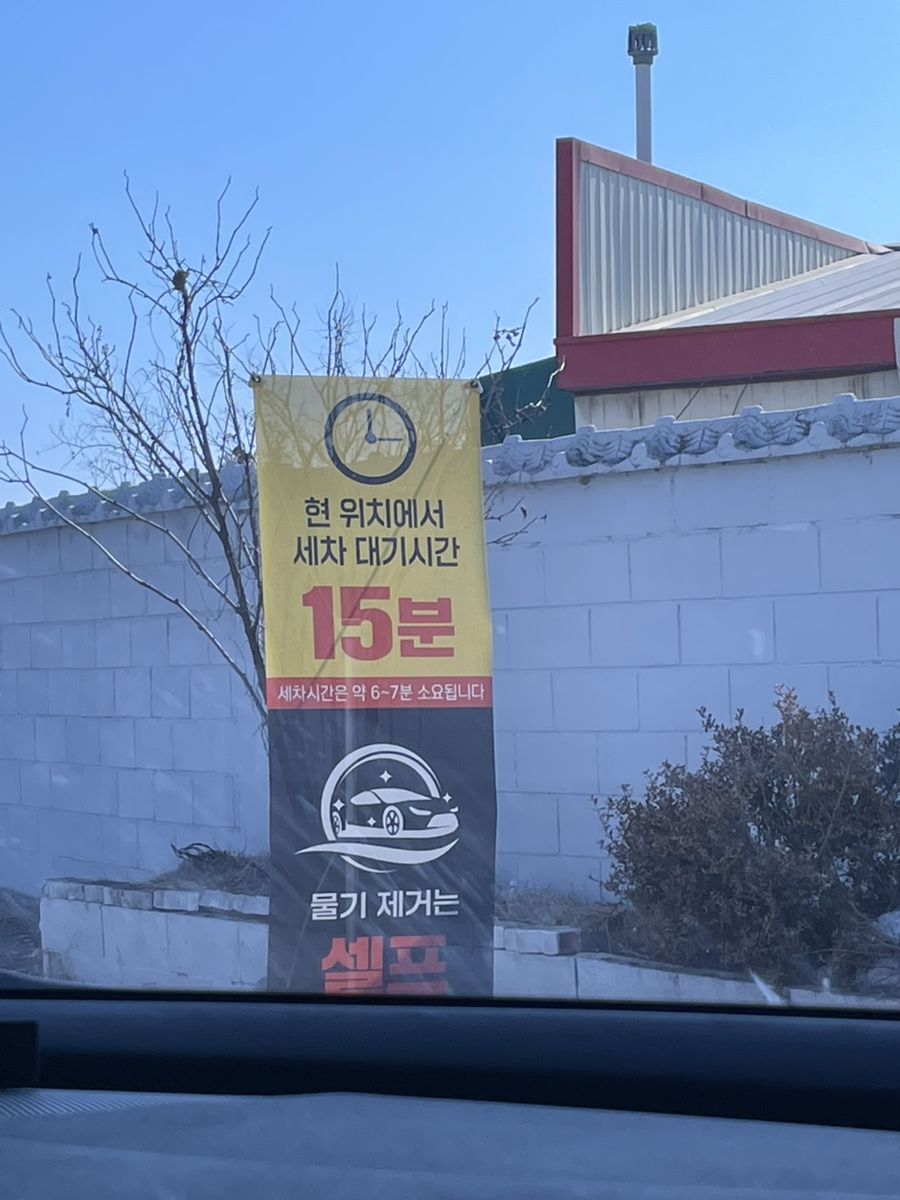 현 위치에서
세차 대기시간
15분
세차시간은 약 6~7분 소요됩니다
물기 제거는
셀프